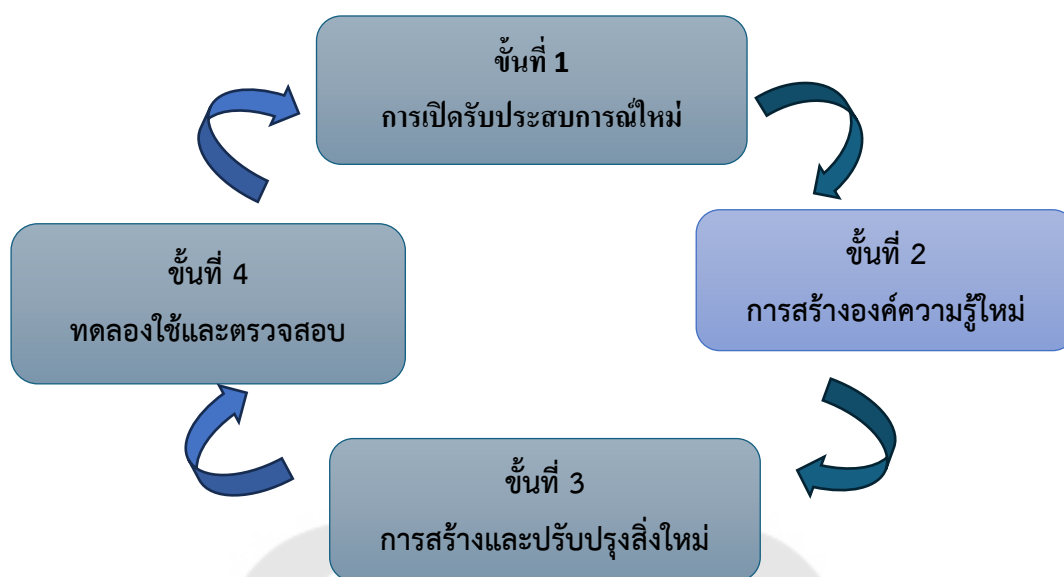 ขั้นที่ 1
การเปิดรับประสบการณ์ใหม่
ขั้นที่ 2
การสร้างองค์ความรู้ใหม่
ขั้นที่ 3
การสร้างและปรับปรุงสิ่งใหม่
ขั้นที่ 4
ทดลองใช้และตรวจสอบ